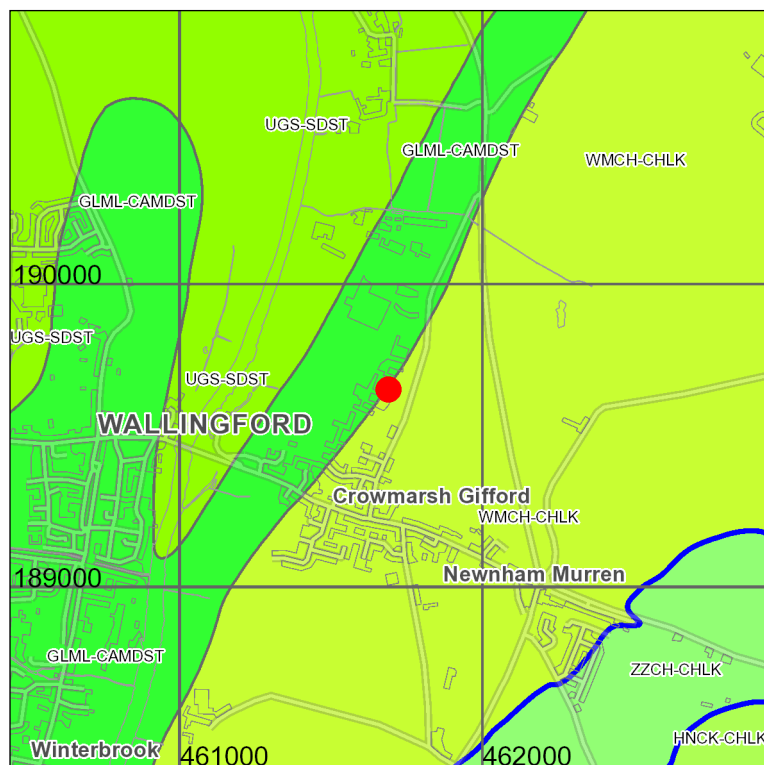 UGS-SDST
GLML-CAMDST
WMCH-CHLK
GLML-CAMDST
190000
UGS-SDST
UGS-SDST
WALLINGFORD
Crowmarsh Gifford
WMCH-CHLK
189000
Newnham Murren
GLML-CAMDST
ZZCH-CHLK
HNCK-CHLK
Winterbrook
461000
462000